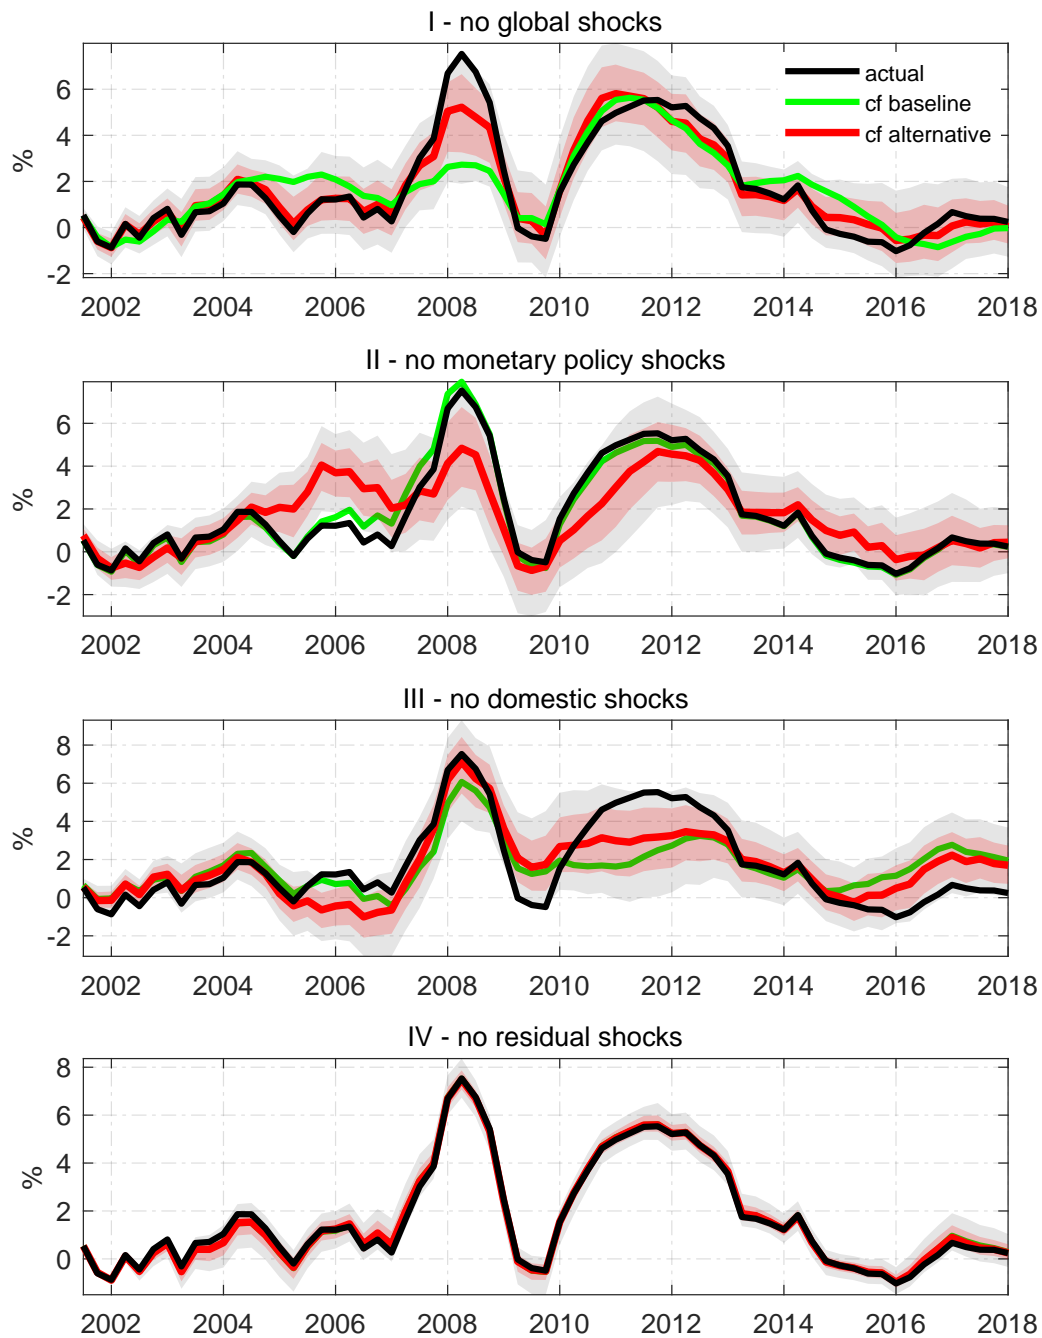 I - no global shocks
%
6
4
2
0
-2
actual
cf baseline
cf alternative
2002 2004 2006 2008 2010 2012 2014 2016 2018
II - no monetary policy shocks
%
6
4
2
0
-2
2002 2004 2006 2008 2010 2012 2014 2016 2018
III - no domestic shocks
%
8
6
4
2
0
-2
2002 2004 2006 2008 2010 2012 2014 2016 2018
IV - no residual shocks
%
8
6
4
2
0
2002 2004 2006 2008 2010 2012 2014 2016 2018